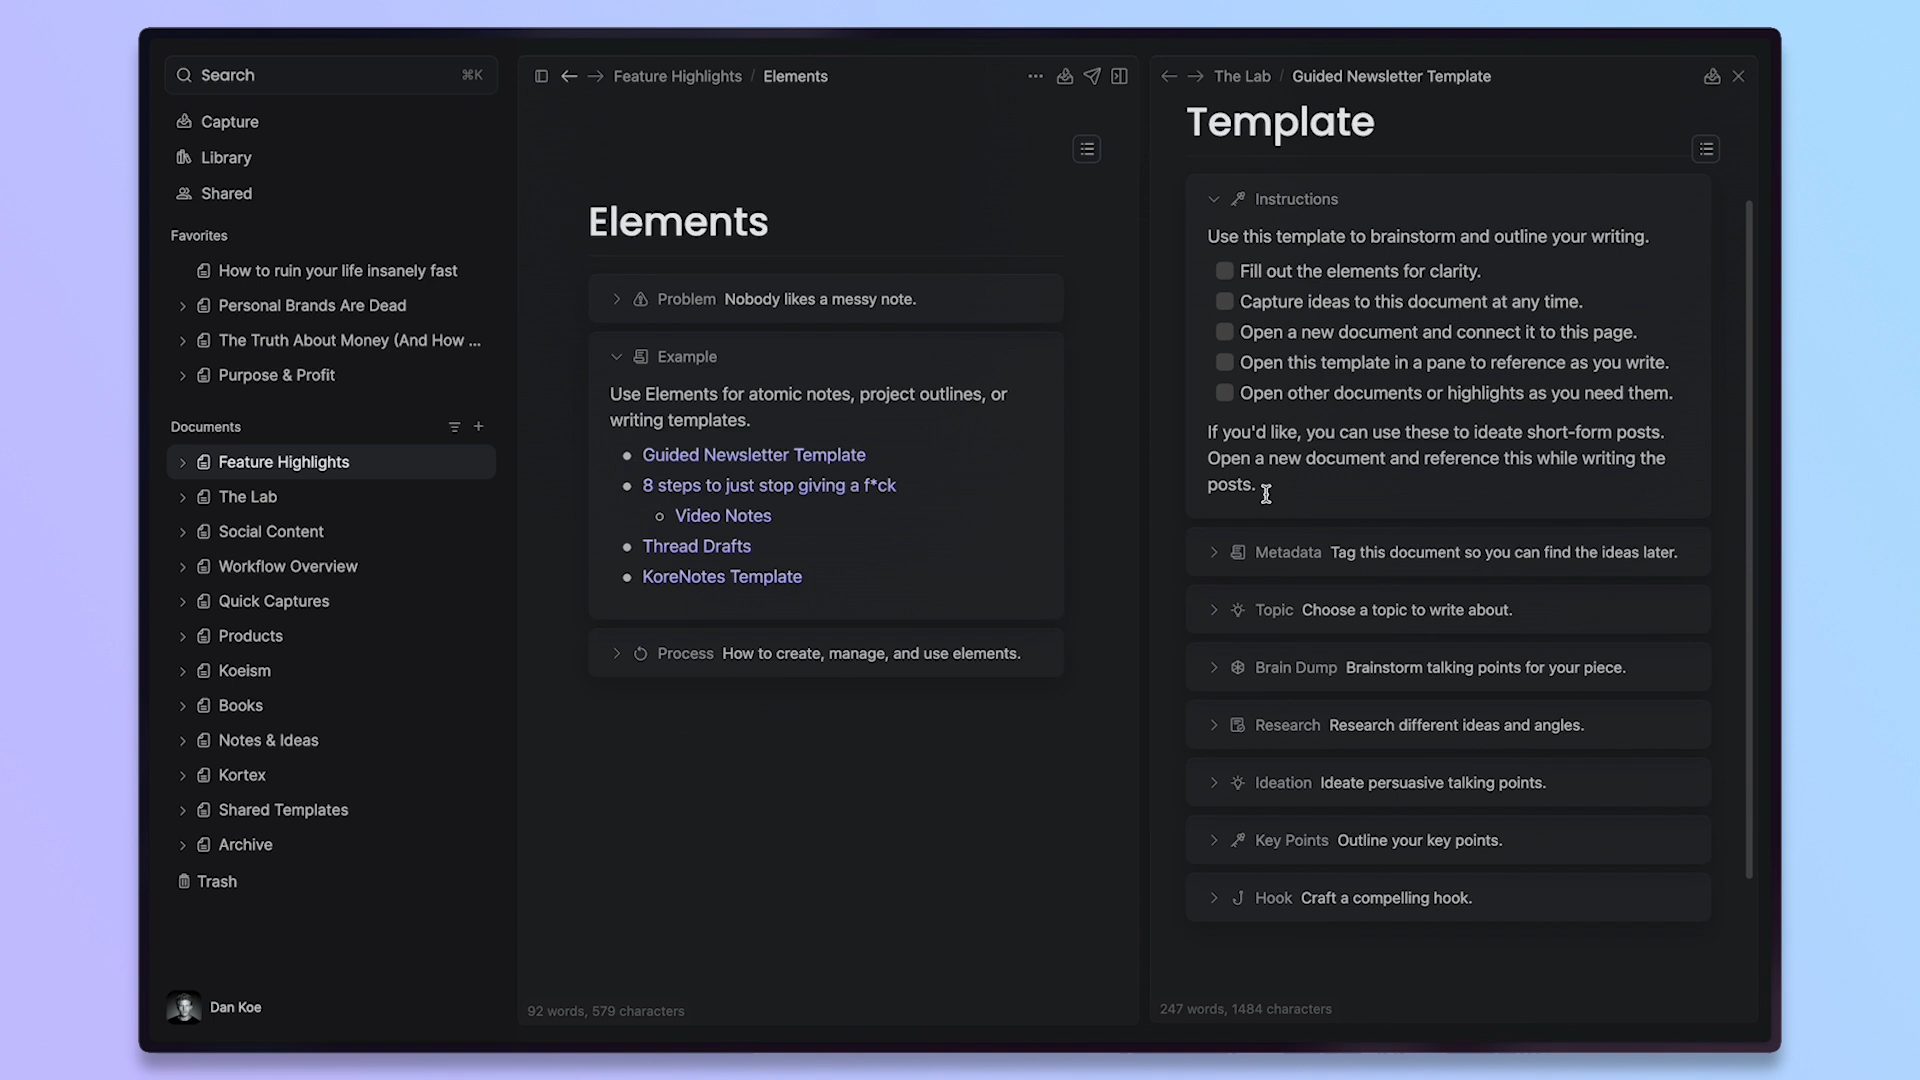 Search ⌘K
Capture
Library
Shared
Favorites
How to ruin your life insanely fast
Personal Brands Are Dead
The Truth About Money (And How ...
Purpose & Profit
Documents
Feature Highlights
The Lab
Social Content
Workflow Overview
Quick Captures
Products
Koeism
Books
Notes & Ideas
Kortex
Shared Templates
Archive
Trash
Dan Koe
Feature Highlights / Elements
Elements
Problem Nobody likes a messy note.
Example
Use Elements for atomic notes, project outlines, or
writing templates.
Guided Newsletter Template
8 steps to just stop giving a f*ck
Video Notes
Thread Drafts
KoreNotes Template
Process How to create, manage, and use elements.
92 words, 579 characters
The Lab / Guided Newsletter Template
Template
Instructions
Use this template to brainstorm and outline your writing.
Fill out the elements for clarity.
Capture ideas to this document at any time.
Open a new document and connect it to this page.
Open this template in a pane to reference as you write.
Open other documents or highlights as you need them.
If you'd like, you can use these to ideate short-form posts.
Open a new document and reference this while writing the
posts.
Metadata Tag this document so you can find the ideas later.
Topic Choose a topic to write about.
Brain Dump Brainstorm talking points for your piece.
Research Research different ideas and angles.
Ideation Ideate persuasive talking points.
Key Points Outline your key points.
Hook Craft a compelling hook.
247 words, 1484 characters